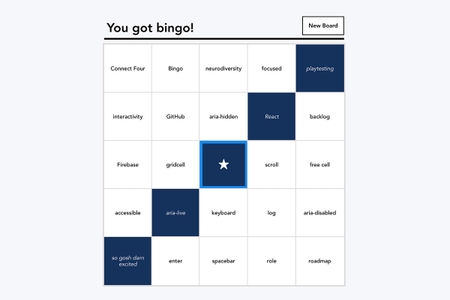 You got bingo!
New Board
Connect Four
Bingo
neurodiversity
focused
playtesting
interactivity
GitHub
aria-hidden
React
backlog
Firebase
gridcell
scroll
free cell
accessible
aria-live
keyboard
log
aria-disabled
so gosh darn
excited
enter
spacebar
role
roadmap